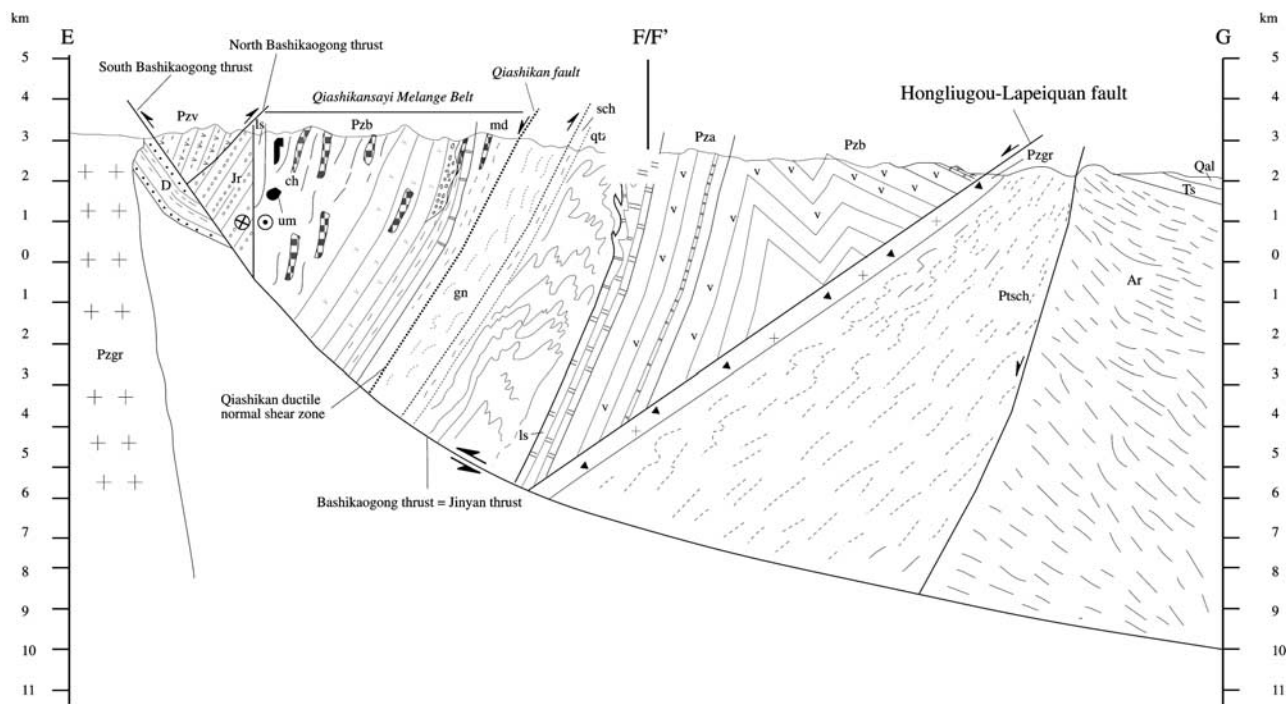 km
km
E
F/F'
G
North Bashikaogong thrust
South Bashikaogong thrust
Qiashikan fault
Hongliugou-Lapeiquan fault
Qiashikansayi Melange Belt
5
4
3
2
1
0
1
2
3
4
5
6
7
8
9
10
11
Pzv
ls
Pzb
md
sch
qtz
Pza
Pzb
Pzgr
Qal
Ts
D
Jr
ch
um
gn
Ptsch
Ar
Pzgr
Qiashikan ductile
normal shear zone
ls
Bashikaogong thrust = Jinyan thrust
5
4
3
2
1
0
1
2
3
4
5
6
7
8
9
10
11